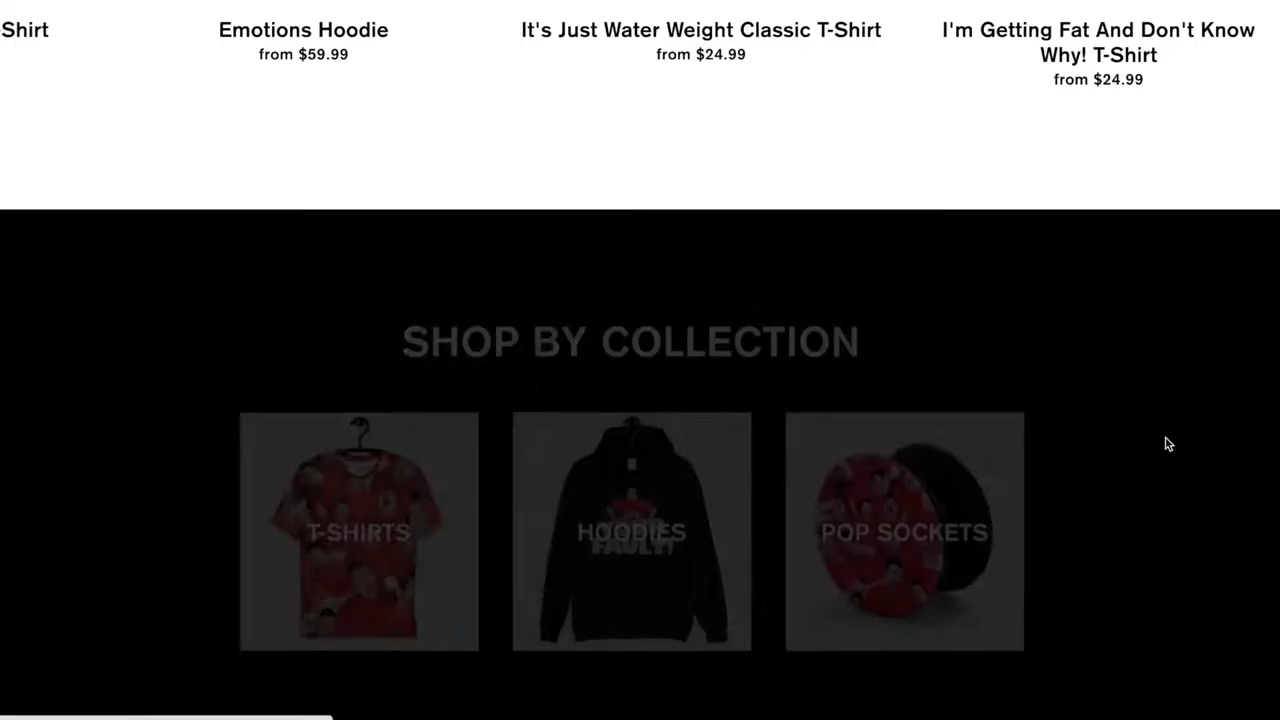 -Shirt
Emotions Hoodie
from $59.99
It's Just Water Weight Classic T-Shirt
from $24.99
I'm Getting Fat And Don't Know
Why! T-Shirt
from $24.99
SHOP BY COLLECTION
T-SHIRTS
HOODIES
FAULT!
POP SOCKETS